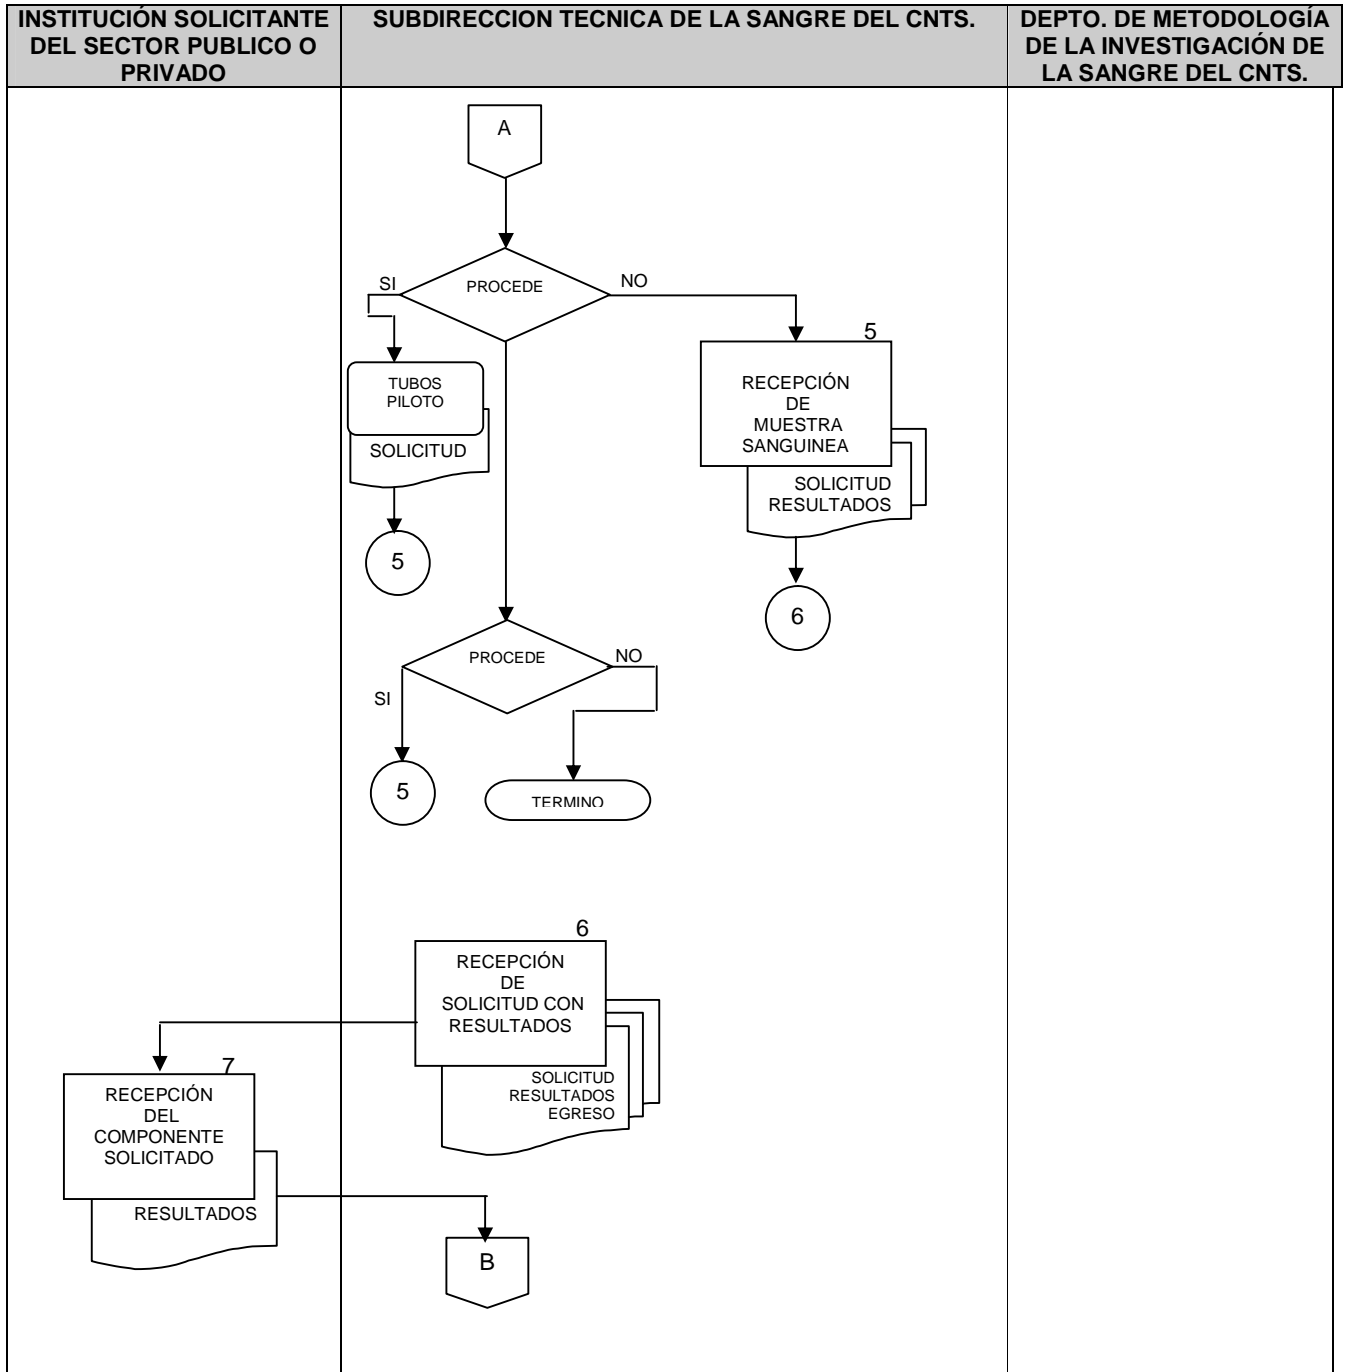 INSTITUCIÓN SOLICITANTE
DEL SECTOR PUBLICO O
PRIVADO
SUBDIRECCION TECNICA DE LA SANGRE DEL CNTS.
DEPTO. DE METODOLOGÍA
DE LA INVESTIGACIÓN DE
LA SANGRE DEL CNTS.
A
SI
PROCEDE
NO
5
TUBOS
PILOTO
SOLICITUD
RECEPCIÓN
DE
MUESTRA
SANGUINEA
SOLICITUD
RESULTADOS
5
6
PROCEDE
NO
SI
5
TERMINO
6
RECEPCIÓN
DE
SOLICITUD CON
RESULTADOS
SOLICITUD
RESULTADOS
EGRESO
7
RECEPCIÓN
DEL
COMPONENTE
SOLICITADO
RESULTADOS
B